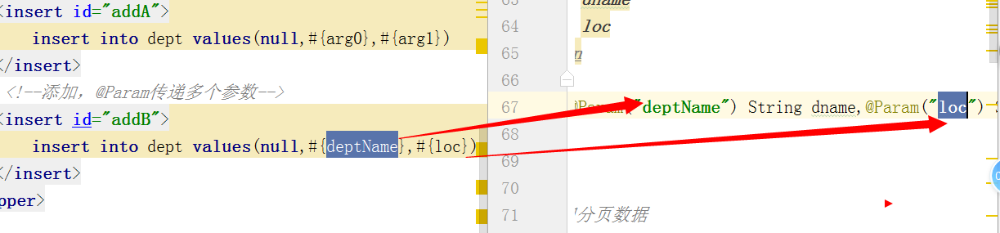 <insert id="addA">
insert into dept values(null,#{arg0},#{arg1})
</insert>
<!--添加，@Param传递多个参数-->
<insert id="addB">
insert into dept values(null,#{deptName},#{loc})
</insert>
pper>
63 dname
64 loc
65 n
66
67 @Param("deptName") String dname,@Param("loc") S
68
69
70
71 分页数据